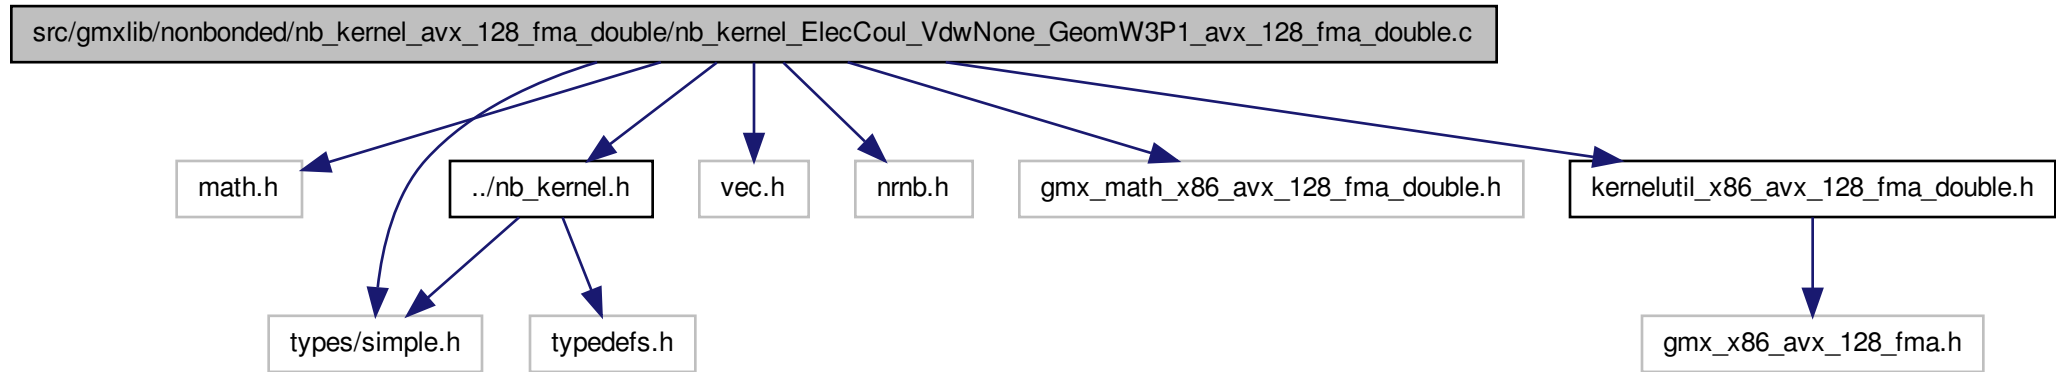 src/gmxlib/nonbonded/nb_kernel_avx_128_fma_double/nb_kernel_ElecCoul_VdwNone_GeomW3P1_avx_128_fma_double.c
math.h
../nb_kernel.h
vec.h
nrnb.h
gmx_math_x86_avx_128_fma_double.h
kernelutil_x86_avx_128_fma_double.h
types/simple.h
typedefs.h
gmx_x86_avx_128_fma.h